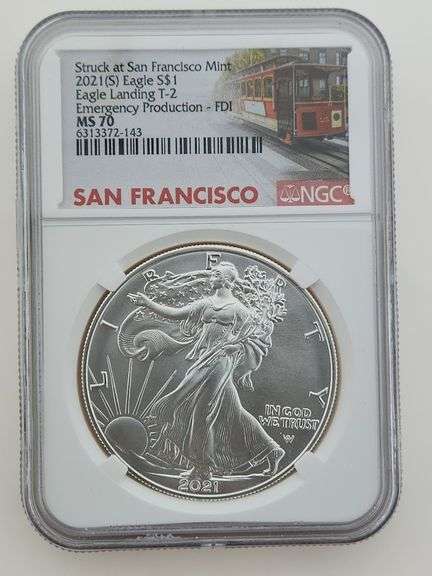 Struck at San Francisco Mint
2021(S) Eagle S$1
Eagle Landing T-2
Emergency Production - FDI
MS 70
6313372-143
SAN FRANCISCO
NGC®
LIBERTY
IN GOD
WE TRUST
2021